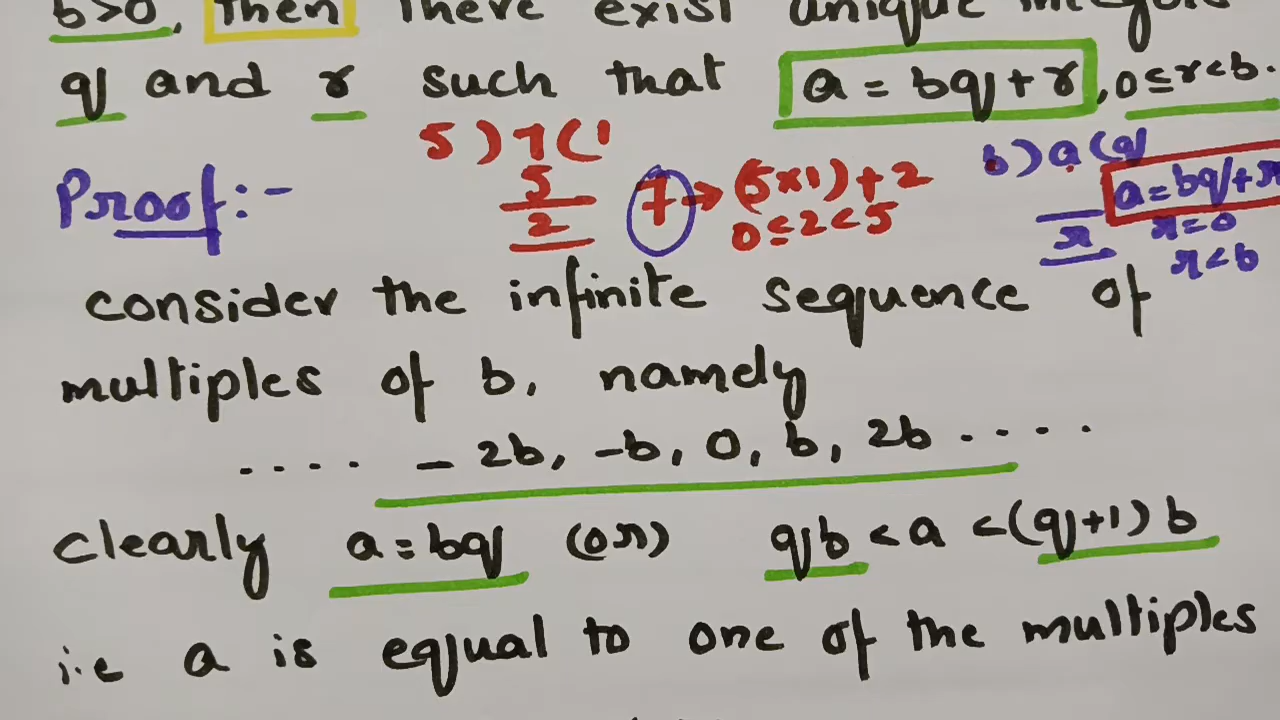 b>0, then there exist unique integers
q and r such that a = bq + r, 0 ≤ r < b.
5 ) 7 ( 1
b ) a ( q
5
7 → (5×1) + 2
a = bq + r
Proof:-
2
0 ≤ 2 < 5
r
r = 0
r < b
consider the infinite sequence of
multiples of b, namely
.... - 2b, -b, 0, b, 2b ....
clearly a = bq (or) qb < a < (q+1) b
i.e a is equal to one of the multiples